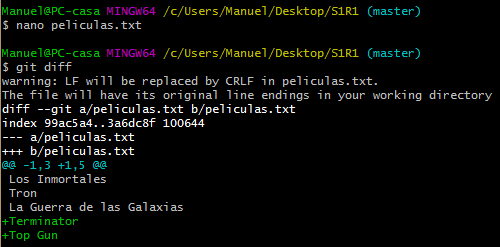 Manuel@PC-casa MINGW64 /c/Users/Manuel/Desktop/S1R1 (master)
$ nano peliculas.txt
Manuel@PC-casa MINGW64 /c/Users/Manuel/Desktop/S1R1 (master)
$ git diff
warning: LF will be replaced by CRLF in peliculas.txt.
The file will have its original line endings in your working directory
diff --git a/peliculas.txt b/peliculas.txt
index 99ac5a4..3a6dc8f 100644
--- a/peliculas.txt
+++ b/peliculas.txt
@@ -1,3 +1,5 @@
 Los Inmortales
 Tron
 La Guerra de las Galaxias
+Terminator
+Top Gun